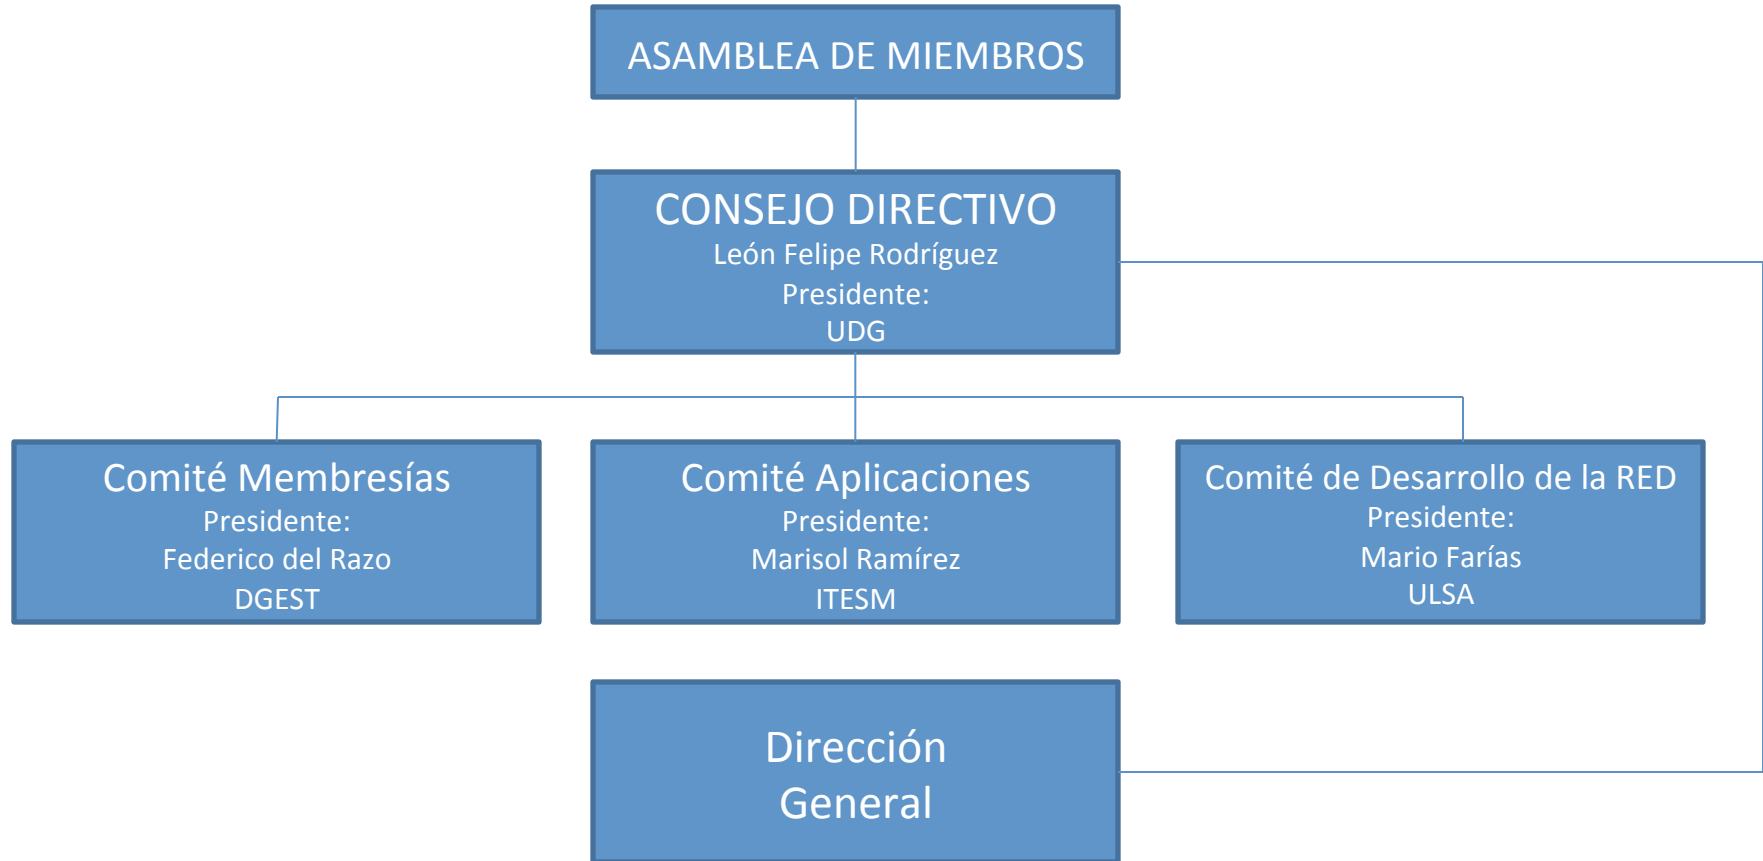 ASAMBLEA DE MIEMBROS
CONSEJO DIRECTIVO
León Felipe Rodríguez
Presidente:
UDG
Comité Membresías
Presidente:
Federico del Razo
DGEST
Comité Aplicaciones
Presidente:
Marisol Ramírez
ITESM
Comité de Desarrollo de la RED
Presidente:
Mario Farías
ULSA
Dirección
General